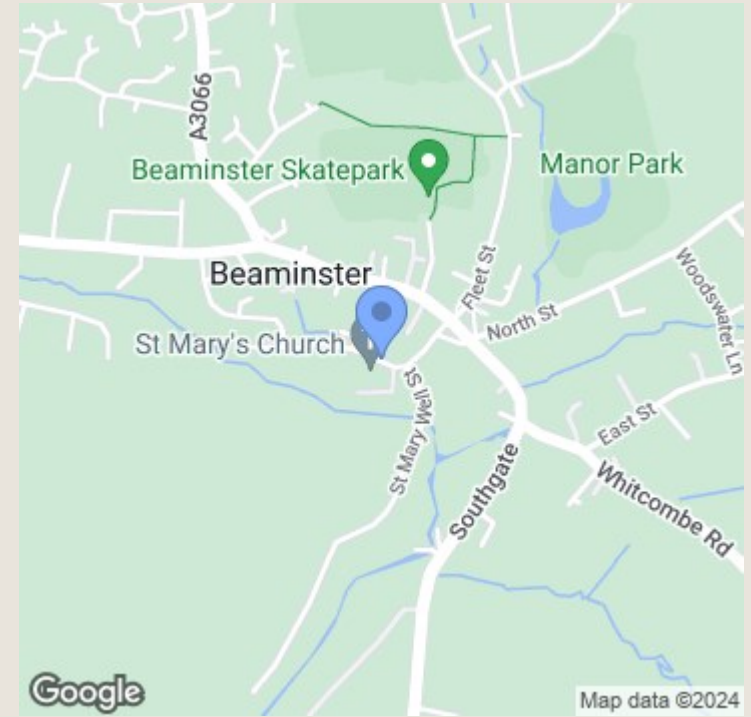 A3066
Beaminster Skatepark
Manor Park
Beaminster
Fleet St
Woodswater Ln
North St
St Mary's Church
St Mary Well St
East St
Southgate
Whitcombe Rd
Google
Map data ©2024